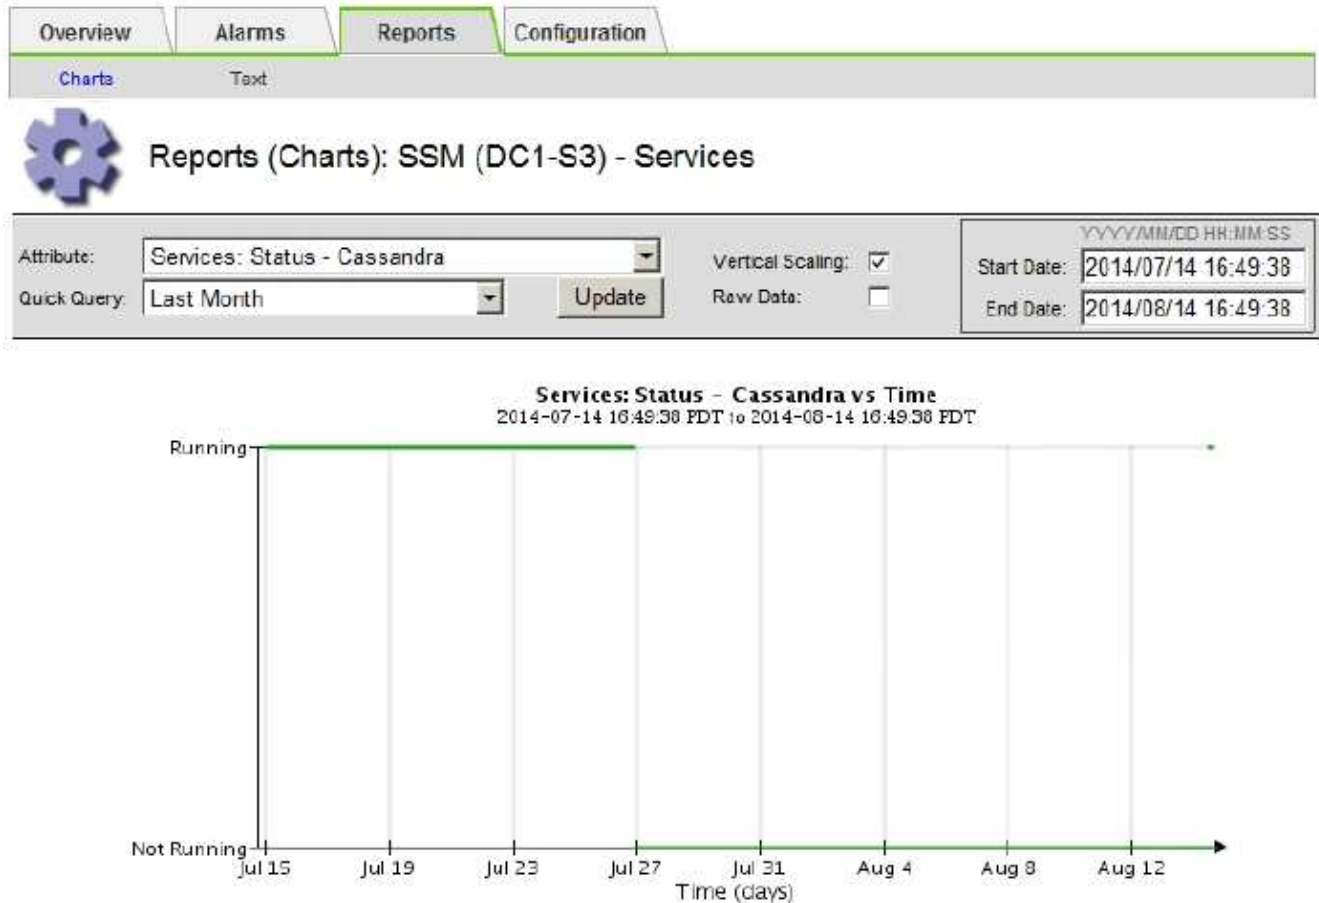 Overview Alarms Reports Configuration
Charts Text
Reports (Charts): SSM (DC1-S3) - Services
YYYY/MM/DD HH:MM:SS
Attribute: Services: Status - Cassandra Vertical Scaling: Start Date: 2014/07/14 16:49:38
Quick Query: Last Month Update Raw Data: End Date: 2014/08/14 16:49:38
Services: Status - Cassandra vs Time
2014-07-14 16:49:38 PDT to 2014-08-14 16:49:38 PDT
Running
Not Running
Jul 15 Jul 19 Jul 23 Jul 27 Jul 31 Aug 4 Aug 8 Aug 12
Time (days)